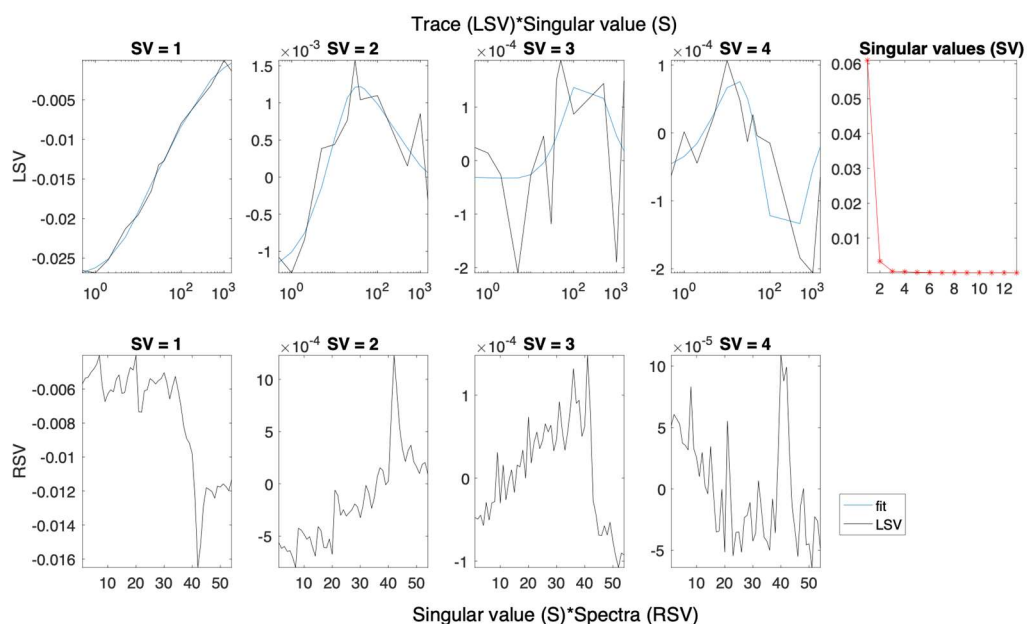 Trace (LSV)*Singular value (S)
SV = 1
×10⁻³ SV = 2
×10⁻⁴ SV = 3
×10⁻⁴ SV = 4
Singular values (SV)
LSV
-0.005
-0.01
-0.015
-0.02
-0.025
10⁰ 10² 10³
1.5
1
0.5
0
-0.5
-1
10⁰ 10² 10³
1
0
-1
-2
10⁰ 10² 10³
1
0
-1
-2
10⁰ 10² 10³
0.06
0.05
0.04
0.03
0.02
0.01
2 4 6 8 10 12
SV = 1
×10⁻⁴ SV = 2
×10⁻⁴ SV = 3
×10⁻⁵ SV = 4
RSV
-0.006
-0.008
-0.01
-0.012
-0.014
-0.016
10 20 30 40 50
10
5
0
-5
10 20 30 40 50
1
0
-1
10 20 30 40 50
10
5
0
-5
10 20 30 40 50
fit
LSV
Singular value (S)*Spectra (RSV)